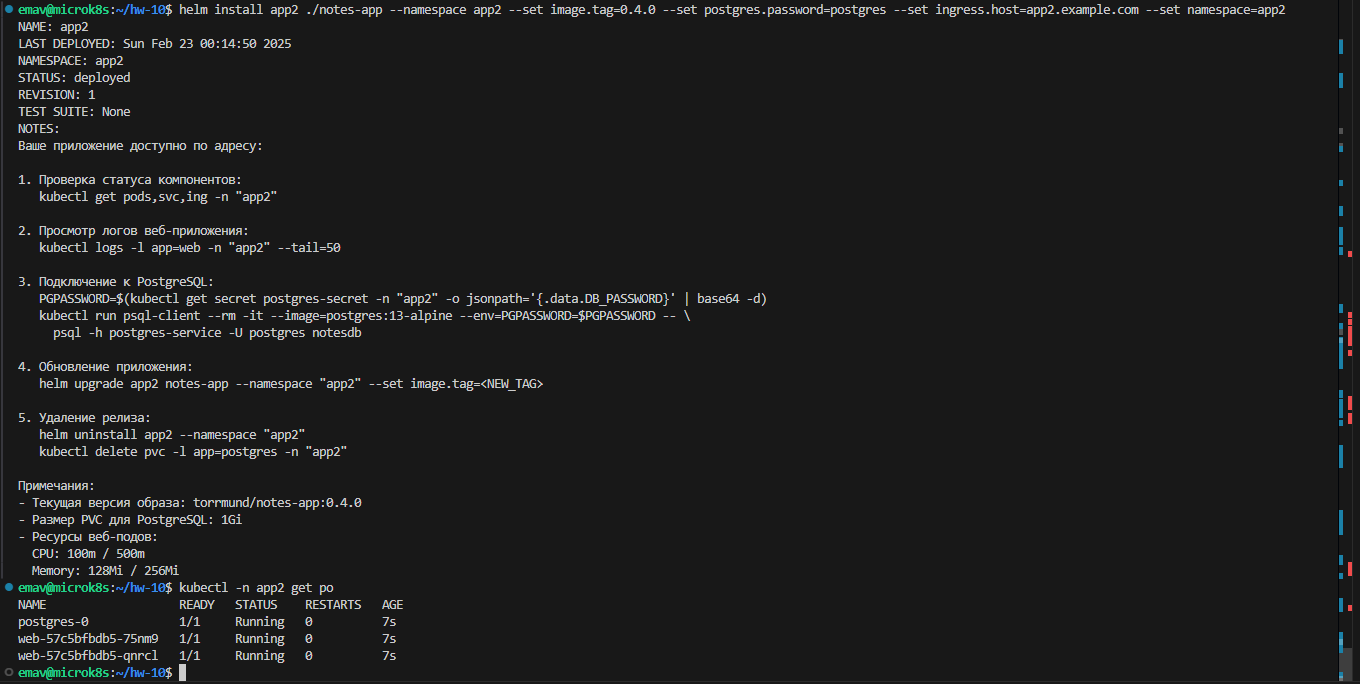 emav@microk8s:~/hw-10$ helm install app2 ./notes-app --namespace app2 --set image.tag=0.4.0 --set postgres.password=postgres --set ingress.host=app2.example.com --set namespace=app2
NAME: app2
LAST DEPLOYED: Sun Feb 23 00:14:50 2025
NAMESPACE: app2
STATUS: deployed
REVISION: 1
TEST SUITE: None
NOTES:
Ваше приложение доступно по адресу:

1. Проверка статуса компонентов:
   kubectl get pods,svc,ing -n "app2"

2. Просмотр логов веб-приложения:
   kubectl logs -l app=web -n "app2" --tail=50

3. Подключение к PostgreSQL:
   PGPASSWORD=$(kubectl get secret postgres-secret -n "app2" -o jsonpath='{.data.DB_PASSWORD}' | base64 -d)
   kubectl run psql-client --rm -it --image=postgres:13-alpine --env=PGPASSWORD=$PGPASSWORD -- \
     psql -h postgres-service -U postgres notesdb

4. Обновление приложения:
   helm upgrade app2 notes-app --namespace "app2" --set image.tag=<NEW_TAG>

5. Удаление релиза:
   helm uninstall app2 --namespace "app2"
   kubectl delete pvc -l app=postgres -n "app2"

Примечания:
- Текущая версия образа: torrmund/notes-app:0.4.0
- Размер PVC для PostgreSQL: 1Gi
- Ресурсы веб-подов:
  CPU: 100m / 500m
  Memory: 128Mi / 256Mi
emav@microk8s:~/hw-10$ kubectl -n app2 get po
NAME                   READY   STATUS    RESTARTS   AGE
postgres-0             1/1     Running   0          7s
web-57c5bfbdb5-75nm9   1/1     Running   0          7s
web-57c5bfbdb5-qnrcl   1/1     Running   0          7s
emav@microk8s:~/hw-10$